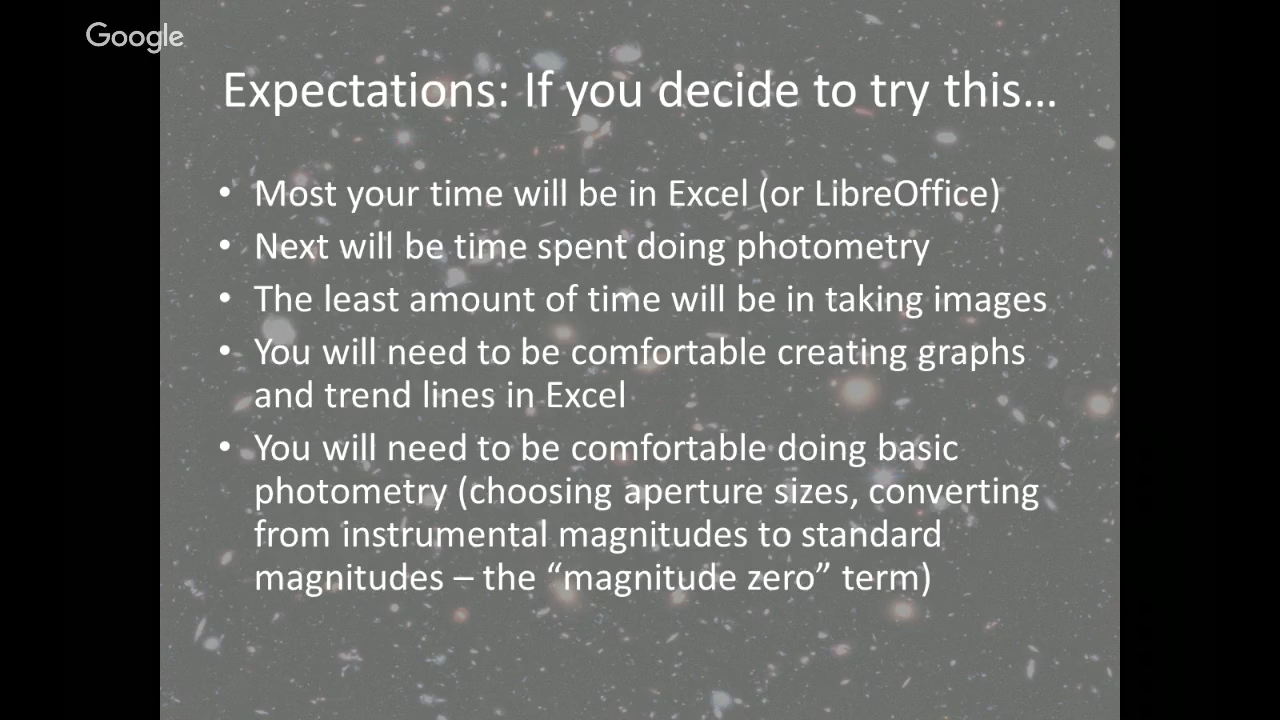 Google
Expectations: If you decide to try this…
• Most your time will be in Excel (or LibreOffice)
• Next will be time spent doing photometry
• The least amount of time will be in taking images
• You will need to be comfortable creating graphs
and trend lines in Excel
• You will need to be comfortable doing basic
photometry (choosing aperture sizes, converting
from instrumental magnitudes to standard
magnitudes – the “magnitude zero” term)